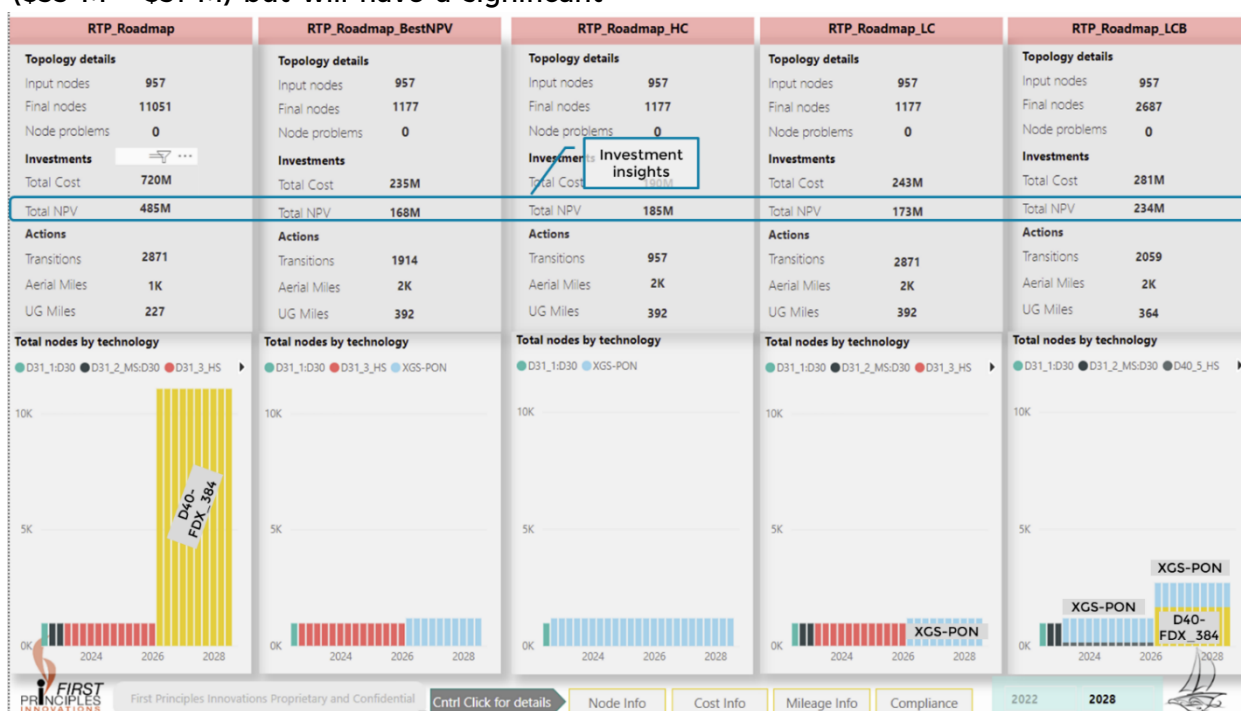 ($55 M - $67 M) but will have a significant
RTP_Roadmap
Topology details
Input nodes 957
Final nodes 11051
Node problems 0
Investments
Total Cost 720M
Total NPV 485M
Actions
Transitions 2871
Aerial Miles 1K
UG Miles 227
Total nodes by technology
D31_1:D30 D31_2_MS:D30 D31_3_HS
10K
5K
0K
D40-
FDX_384
2024 2026 2028
RTP_Roadmap_BestNPV
Topology details
Input nodes 957
Final nodes 1177
Node problems 0
Investments
Total Cost 235M
Total NPV 168M
Actions
Transitions 1914
Aerial Miles 2K
UG Miles 392
Total nodes by technology
D31_1:D30 D31_3_HS XGS-PON
10K
5K
0K
2024 2026 2028
RTP_Roadmap_HC
Topology details
Input nodes 957
Final nodes 1177
Node problems 0
Investments
Investment
insights
Total Cost 190M
Total NPV 185M
Actions
Transitions 957
Aerial Miles 2K
UG Miles 392
Total nodes by technology
D31_1:D30 XGS-PON
10K
5K
0K
2024 2026 2028
RTP_Roadmap_LC
Topology details
Input nodes 957
Final nodes 1177
Node problems 0
Investments
Total Cost 243M
Total NPV 173M
Actions
Transitions 2871
Aerial Miles 2K
UG Miles 392
Total nodes by technology
D31_1:D30 D31_2_MS:D30 D31_3_HS
10K
5K
0K
XGS-PON
2024 2026 2028
RTP_Roadmap_LCB
Topology details
Input nodes 957
Final nodes 2687
Node problems 0
Investments
Total Cost 281M
Total NPV 234M
Actions
Transitions 2059
Aerial Miles 2K
UG Miles 364
Total nodes by technology
D31_1:D30 D31_2_MS:D30 D40_5_HS
10K
5K
0K
XGS-PON
XGS-PON
D40-
FDX_384
2024 2026 2028
FIRST
PRINCIPLES
INNOVATIONS
First Principles Innovations Proprietary and Confidential
Cntrl Click for details
Node Info
Cost Info
Mileage Info
Compliance
2022 2028